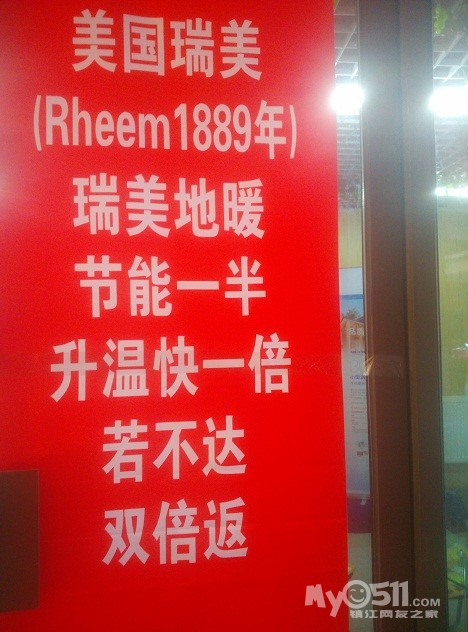 美国瑞美
(Rheem1889年)
瑞美地暖
节能一半
升温快一倍
若不达
双倍返
My0511.com
镇江网友之家